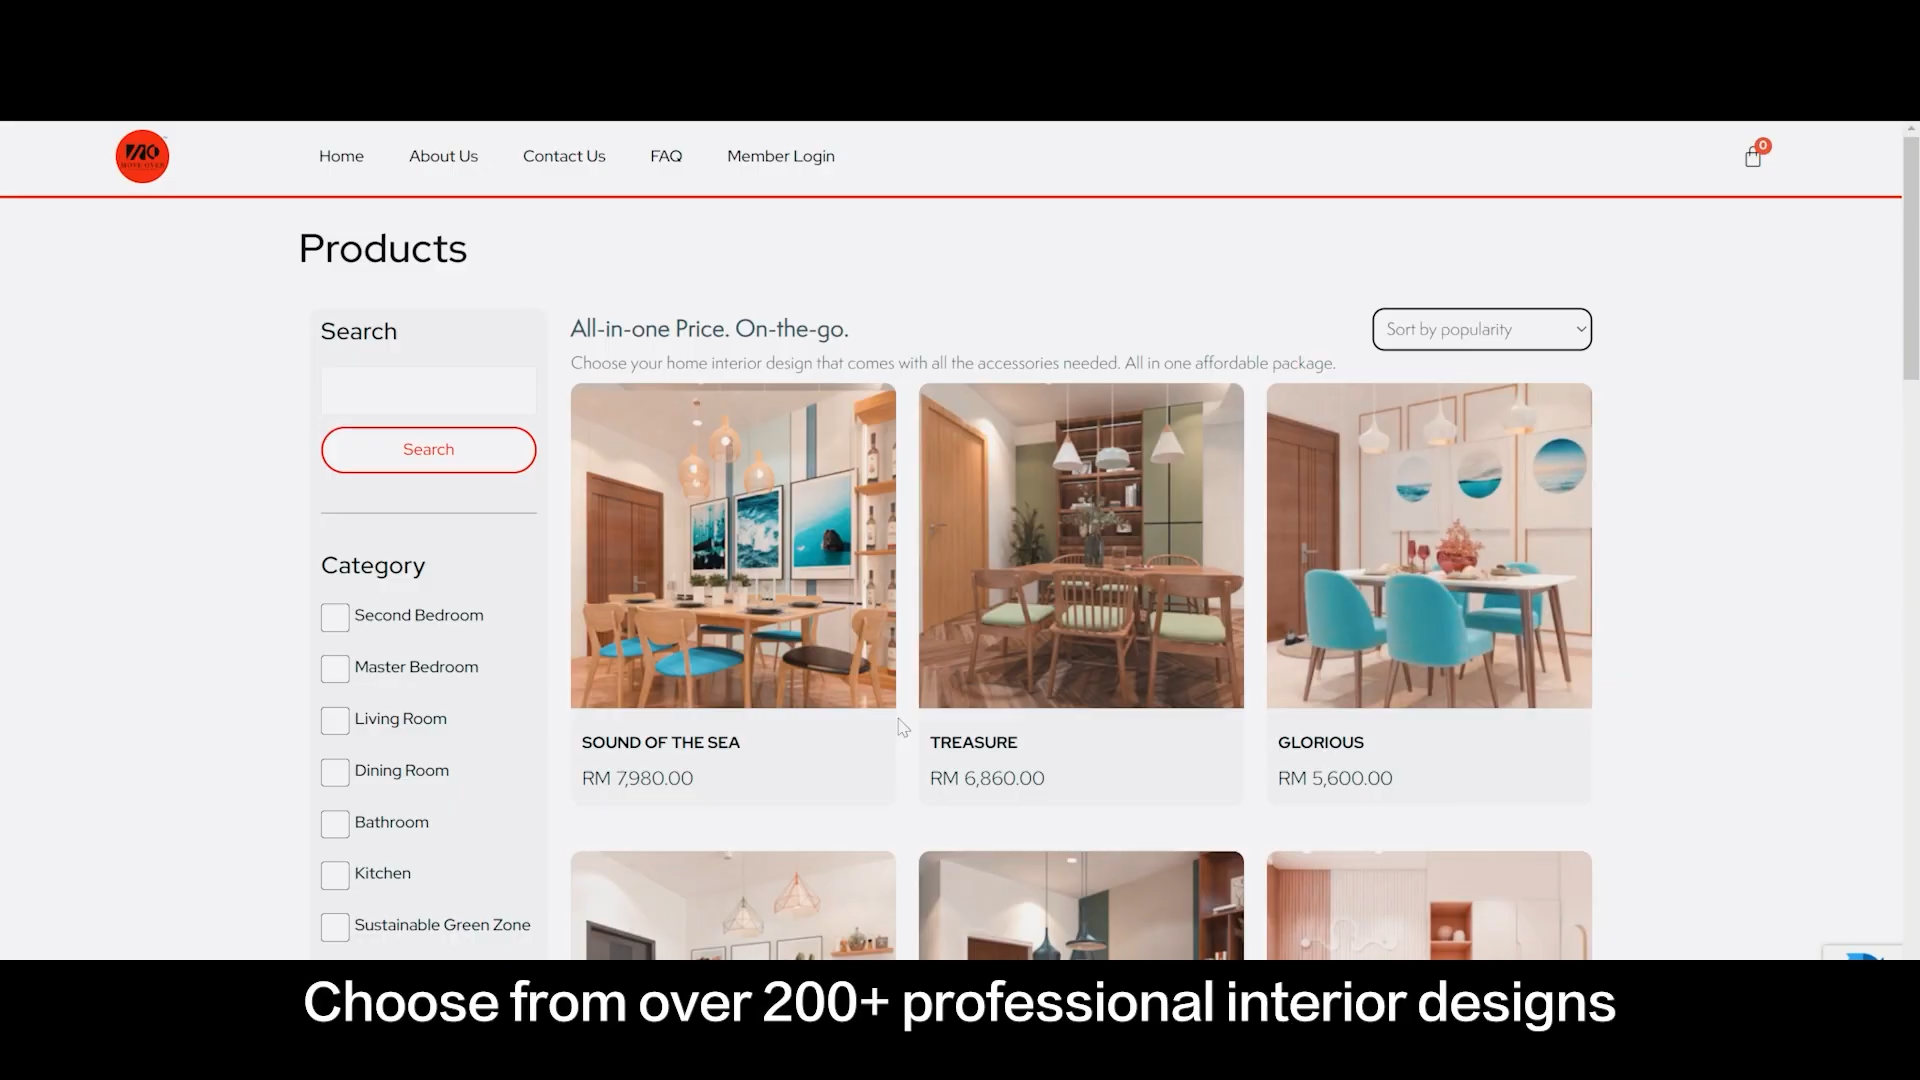 MOVE OVER
Home
About Us
Contact Us
FAQ
Member Login
0
Products
Search
Search
Category
Second Bedroom
Master Bedroom
Living Room
Dining Room
Bathroom
Kitchen
Sustainable Green Zone
All-in-one Price. On-the-go.
Choose your home interior design that comes with all the accessories needed. All in one affordable package.
Sort by popularity
SOUND OF THE SEA
RM 7,980.00
TREASURE
RM 6,860.00
GLORIOUS
RM 5,600.00
Choose from over 200+ professional interior designs